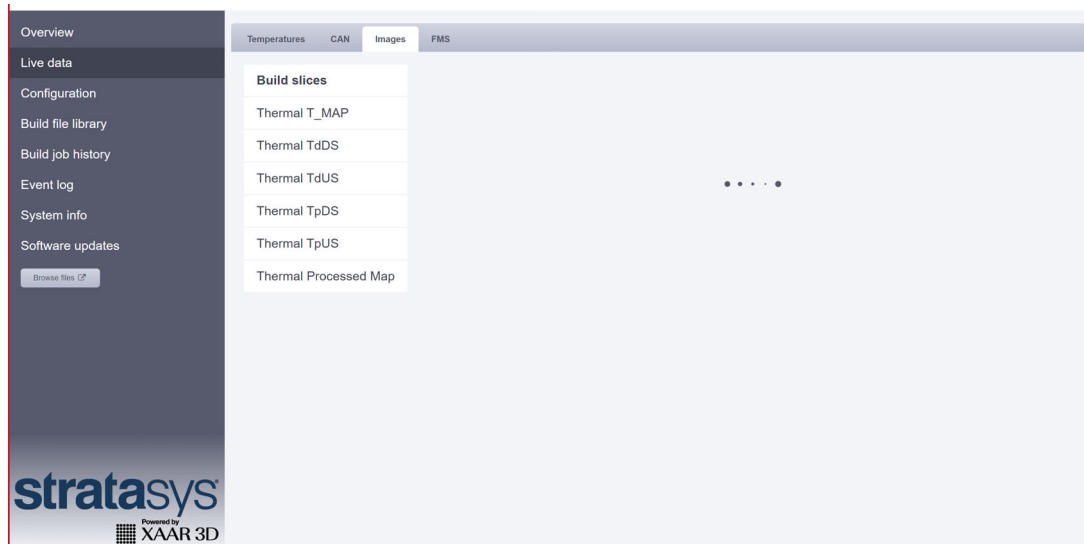 Overview
Live data
Configuration
Build file library
Build job history
Event log
System info
Software updates
Browse files
stratasys
Powered by
XAAR 3D
Temperatures CAN Images FMS
Build slices
Thermal T_MAP
Thermal TdDS
Thermal TdUS
Thermal TpDS
Thermal TpUS
Thermal Processed Map